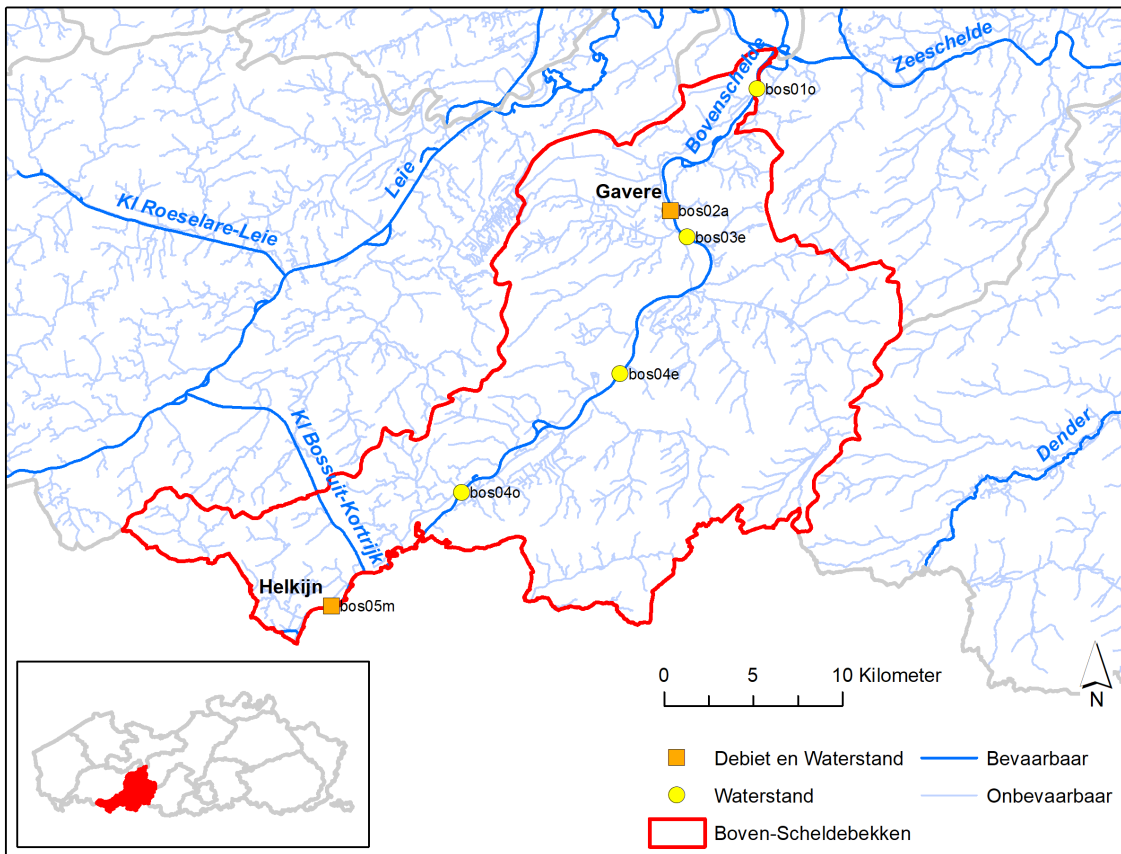 Zeeschelde
Bovenschelde
bos01o
Leie
Gavere
bos02a
Kl Roeselare-Leie
bos03e
bos04e
Kl Bossuit-Kortrijk
Dender
bos04o
Helkijn
bos05m
0 5 10 Kilometer
N
Debiet en Waterstand
Bevaarbaar
Waterstand
Onbevaarbaar
Boven-Scheldebekken